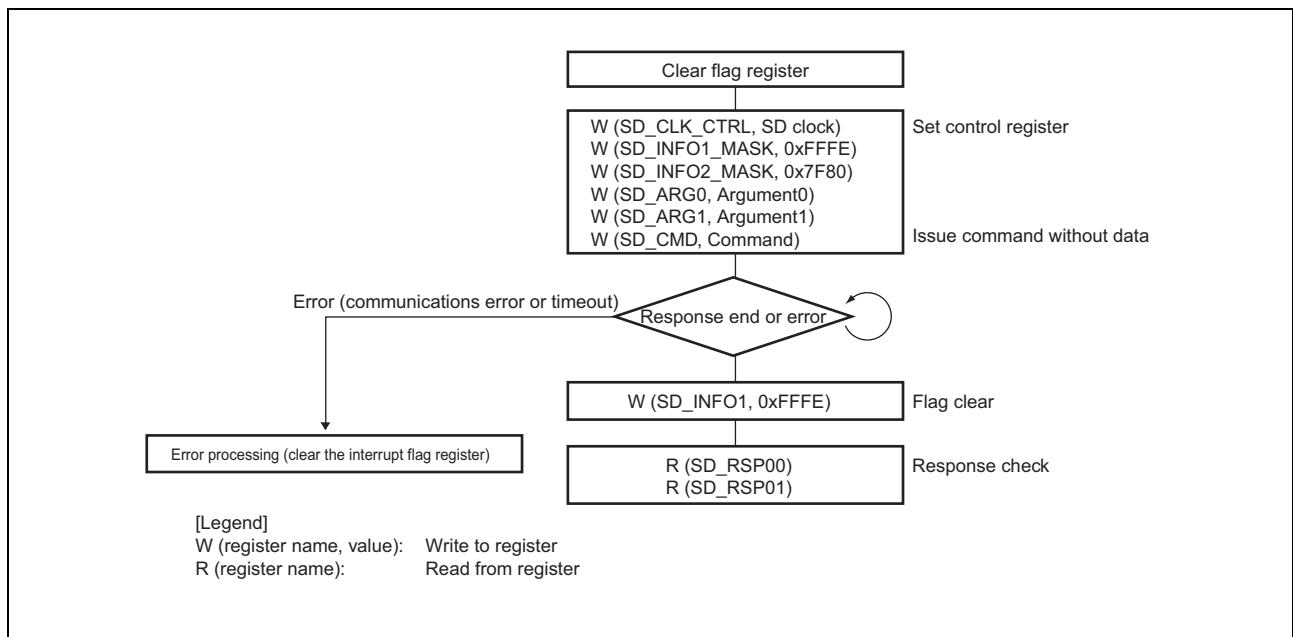 Clear flag register
W (SD_CLK_CTRL, SD clock)
Set control register
W (SD_INFO1_MASK, 0xFFFE)
W (SD_INFO2_MASK, 0x7F80)
W (SD_ARG0, Argument0)
W (SD_ARG1, Argument1)
W (SD_CMD, Command)
Issue command without data
Error (communications error or timeout)
Response end or error
W (SD_INFO1, 0xFFFE)
Flag clear
Error processing (clear the interrupt flag register)
R (SD_RSP00)
Response check
R (SD_RSP01)
[Legend]
W (register name, value): Write to register
R (register name): Read from register